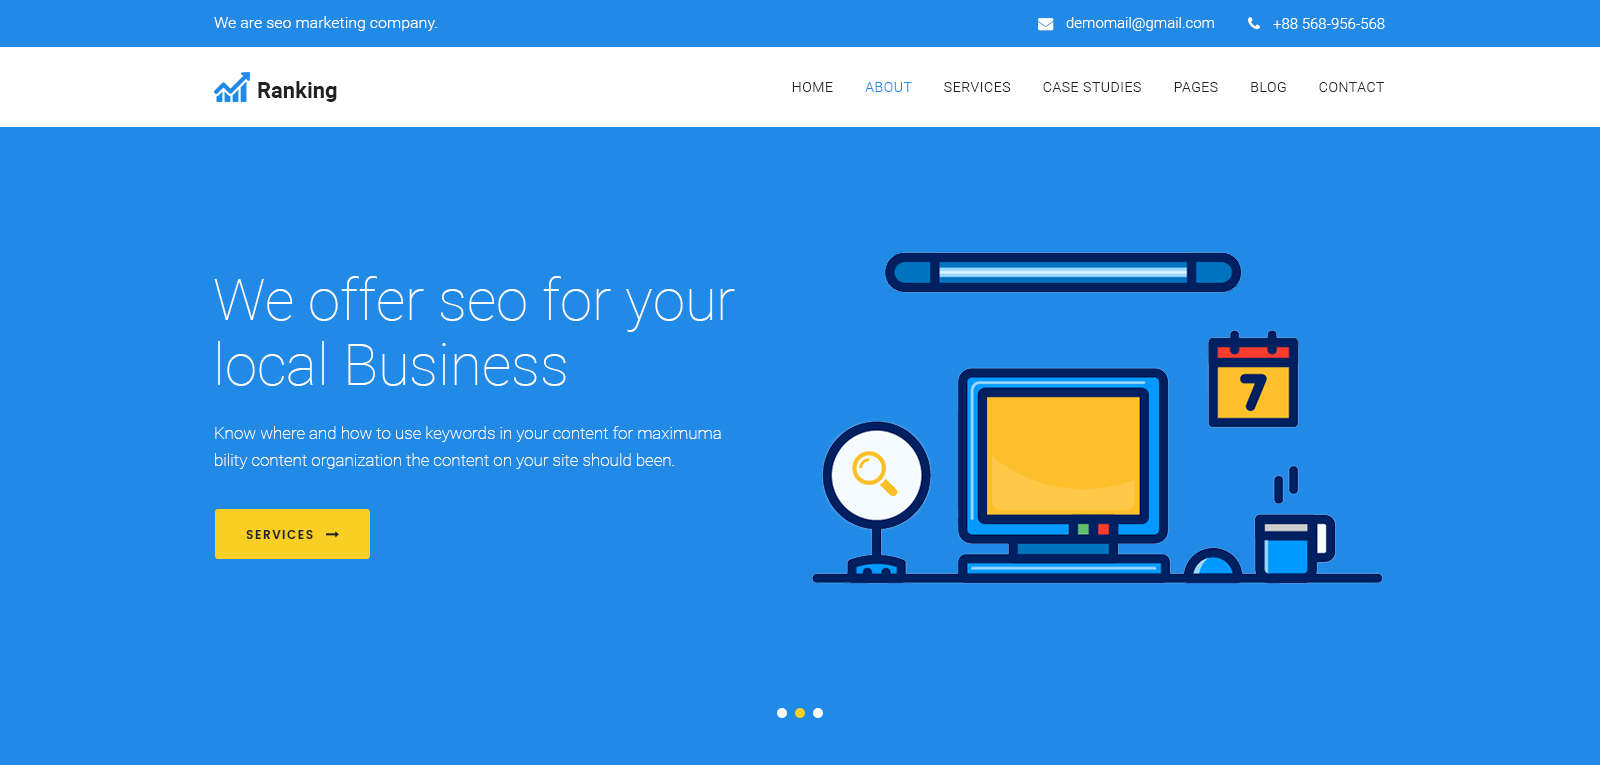 We are seo marketing company.
demomail@gmail.com
+88 568-956-568
Ranking
HOME ABOUT SERVICES CASE STUDIES PAGES BLOG CONTACT
We offer seo for your
local Business
Know where and how to use keywords in your content for maximuma
bility content organization the content on your site should been.
SERVICES
7